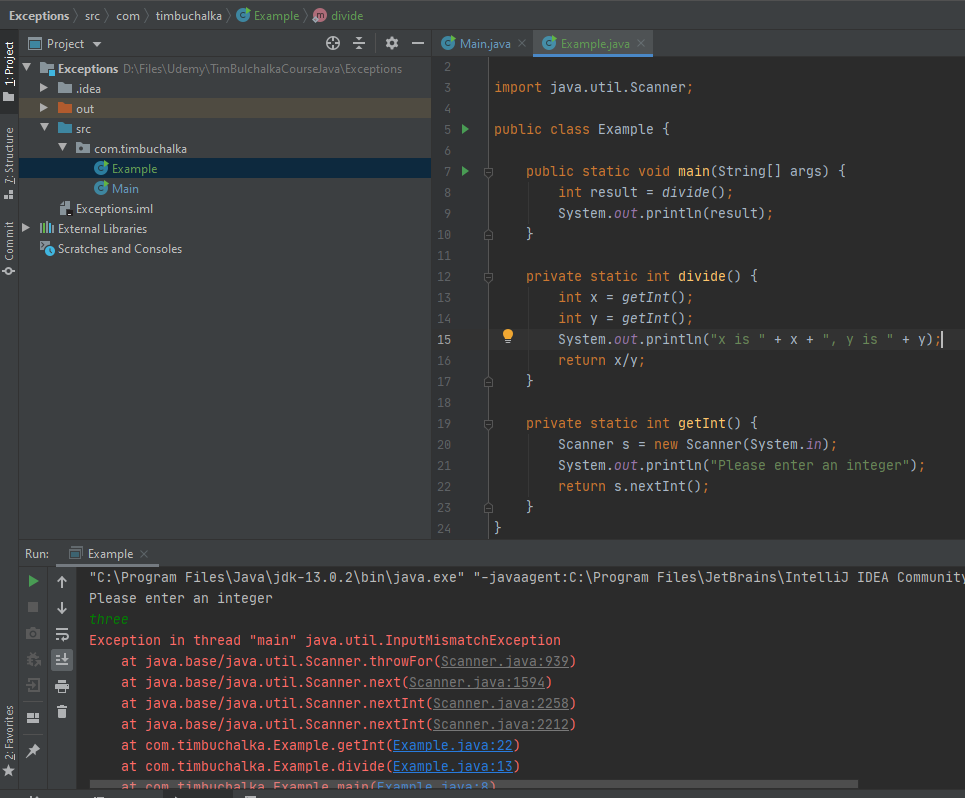 Exceptions src com timbuchalka Example m divide
Project
Main.java
Example.java
1: Project
7: Structure
Commit
2: Favorites
Exceptions D:\Files\Udemy\TimBulchalkaCourseJava\Exceptions
.idea
out
src
com.timbuchalka
Example
Main
Exceptions.iml
External Libraries
Scratches and Consoles
2
3 import java.util.Scanner;
4
5 public class Example {
6
7 public static void main(String[] args) {
8 int result = divide();
9 System.out.println(result);
10 }
11
12 private static int divide() {
13 int x = getInt();
14 int y = getInt();
15 System.out.println("x is " + x + ", y is " + y);
16 return x/y;
17 }
18
19 private static int getInt() {
20 Scanner s = new Scanner(System.in);
21 System.out.println("Please enter an integer");
22 return s.nextInt();
23 }
24 }
Run: Example
"C:\Program Files\Java\jdk-13.0.2\bin\java.exe" "-javaagent:C:\Program Files\JetBrains\IntelliJ IDEA Community
Please enter an integer
three
Exception in thread "main" java.util.InputMismatchException
at java.base/java.util.Scanner.throwFor(Scanner.java:939)
at java.base/java.util.Scanner.next(Scanner.java:1594)
at java.base/java.util.Scanner.nextInt(Scanner.java:2258)
at java.base/java.util.Scanner.nextInt(Scanner.java:2212)
at com.timbuchalka.Example.getInt(Example.java:22)
at com.timbuchalka.Example.divide(Example.java:13)
at com.timbuchalka.Example.main(Example.java:8)